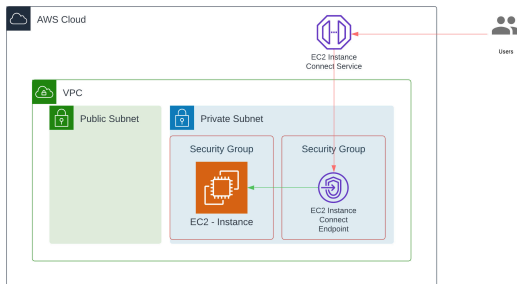 AWS Cloud
Users
EC2 Instance
Connect Service
VPC
Public Subnet
Private Subnet
Security Group
Security Group
EC2 - Instance
EC2 Instance
Connect
Endpoint